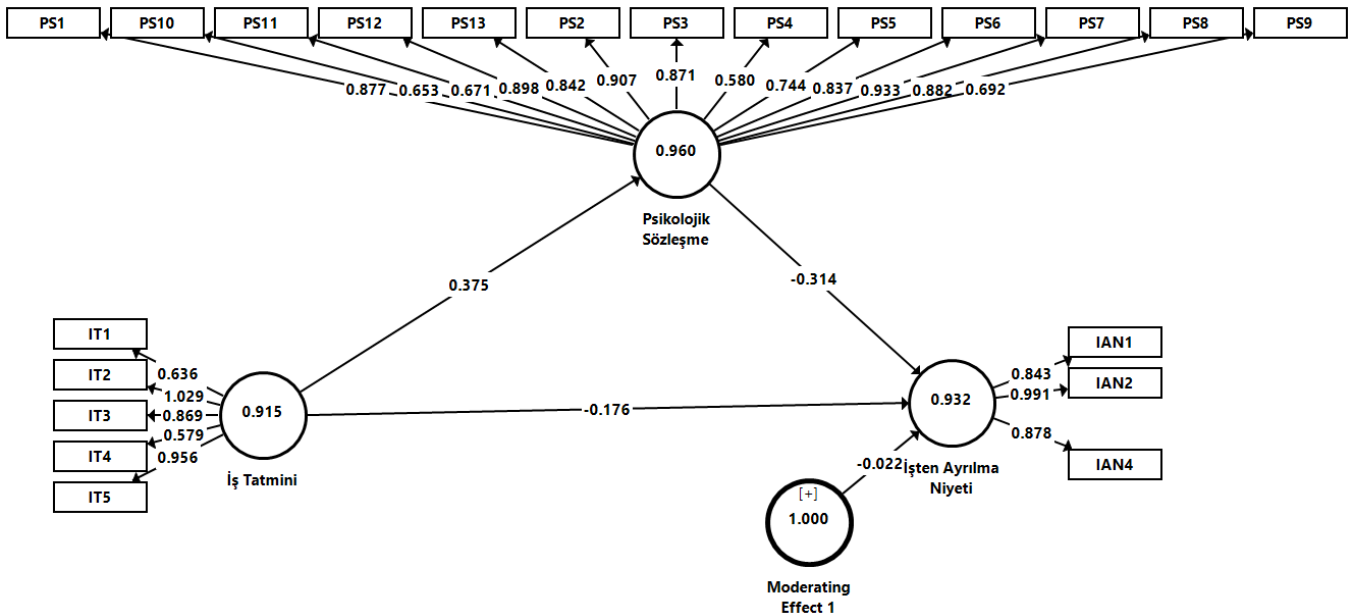 PS1 PS10 PS11 PS12 PS13 PS2 PS3 PS4 PS5 PS6 PS7 PS8 PS9
0.877 0.653 0.671 0.898 0.842 0.907 0.871 0.580 0.744 0.837 0.933 0.882 0.692
0.960
Psikolojik
Sözleşme
0.375
-0.314
IT1
IT2
IT3
IT4
IT5
0.636
1.029
0.869
0.579
0.956
0.915
İş Tatmini
-0.176
0.932
İşten Ayrılma
Niyeti
0.843
0.991
0.878
IAN1
IAN2
IAN4
-0.022
[+]
1.000
Moderating
Effect 1